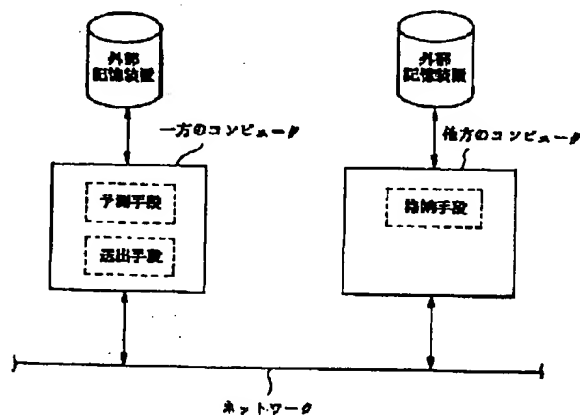 外部
記憶装置
外部
記憶装置
一方のコンピュータ
他方のコンピュータ
予測手段
送出手段
格納手段
ネットワーク